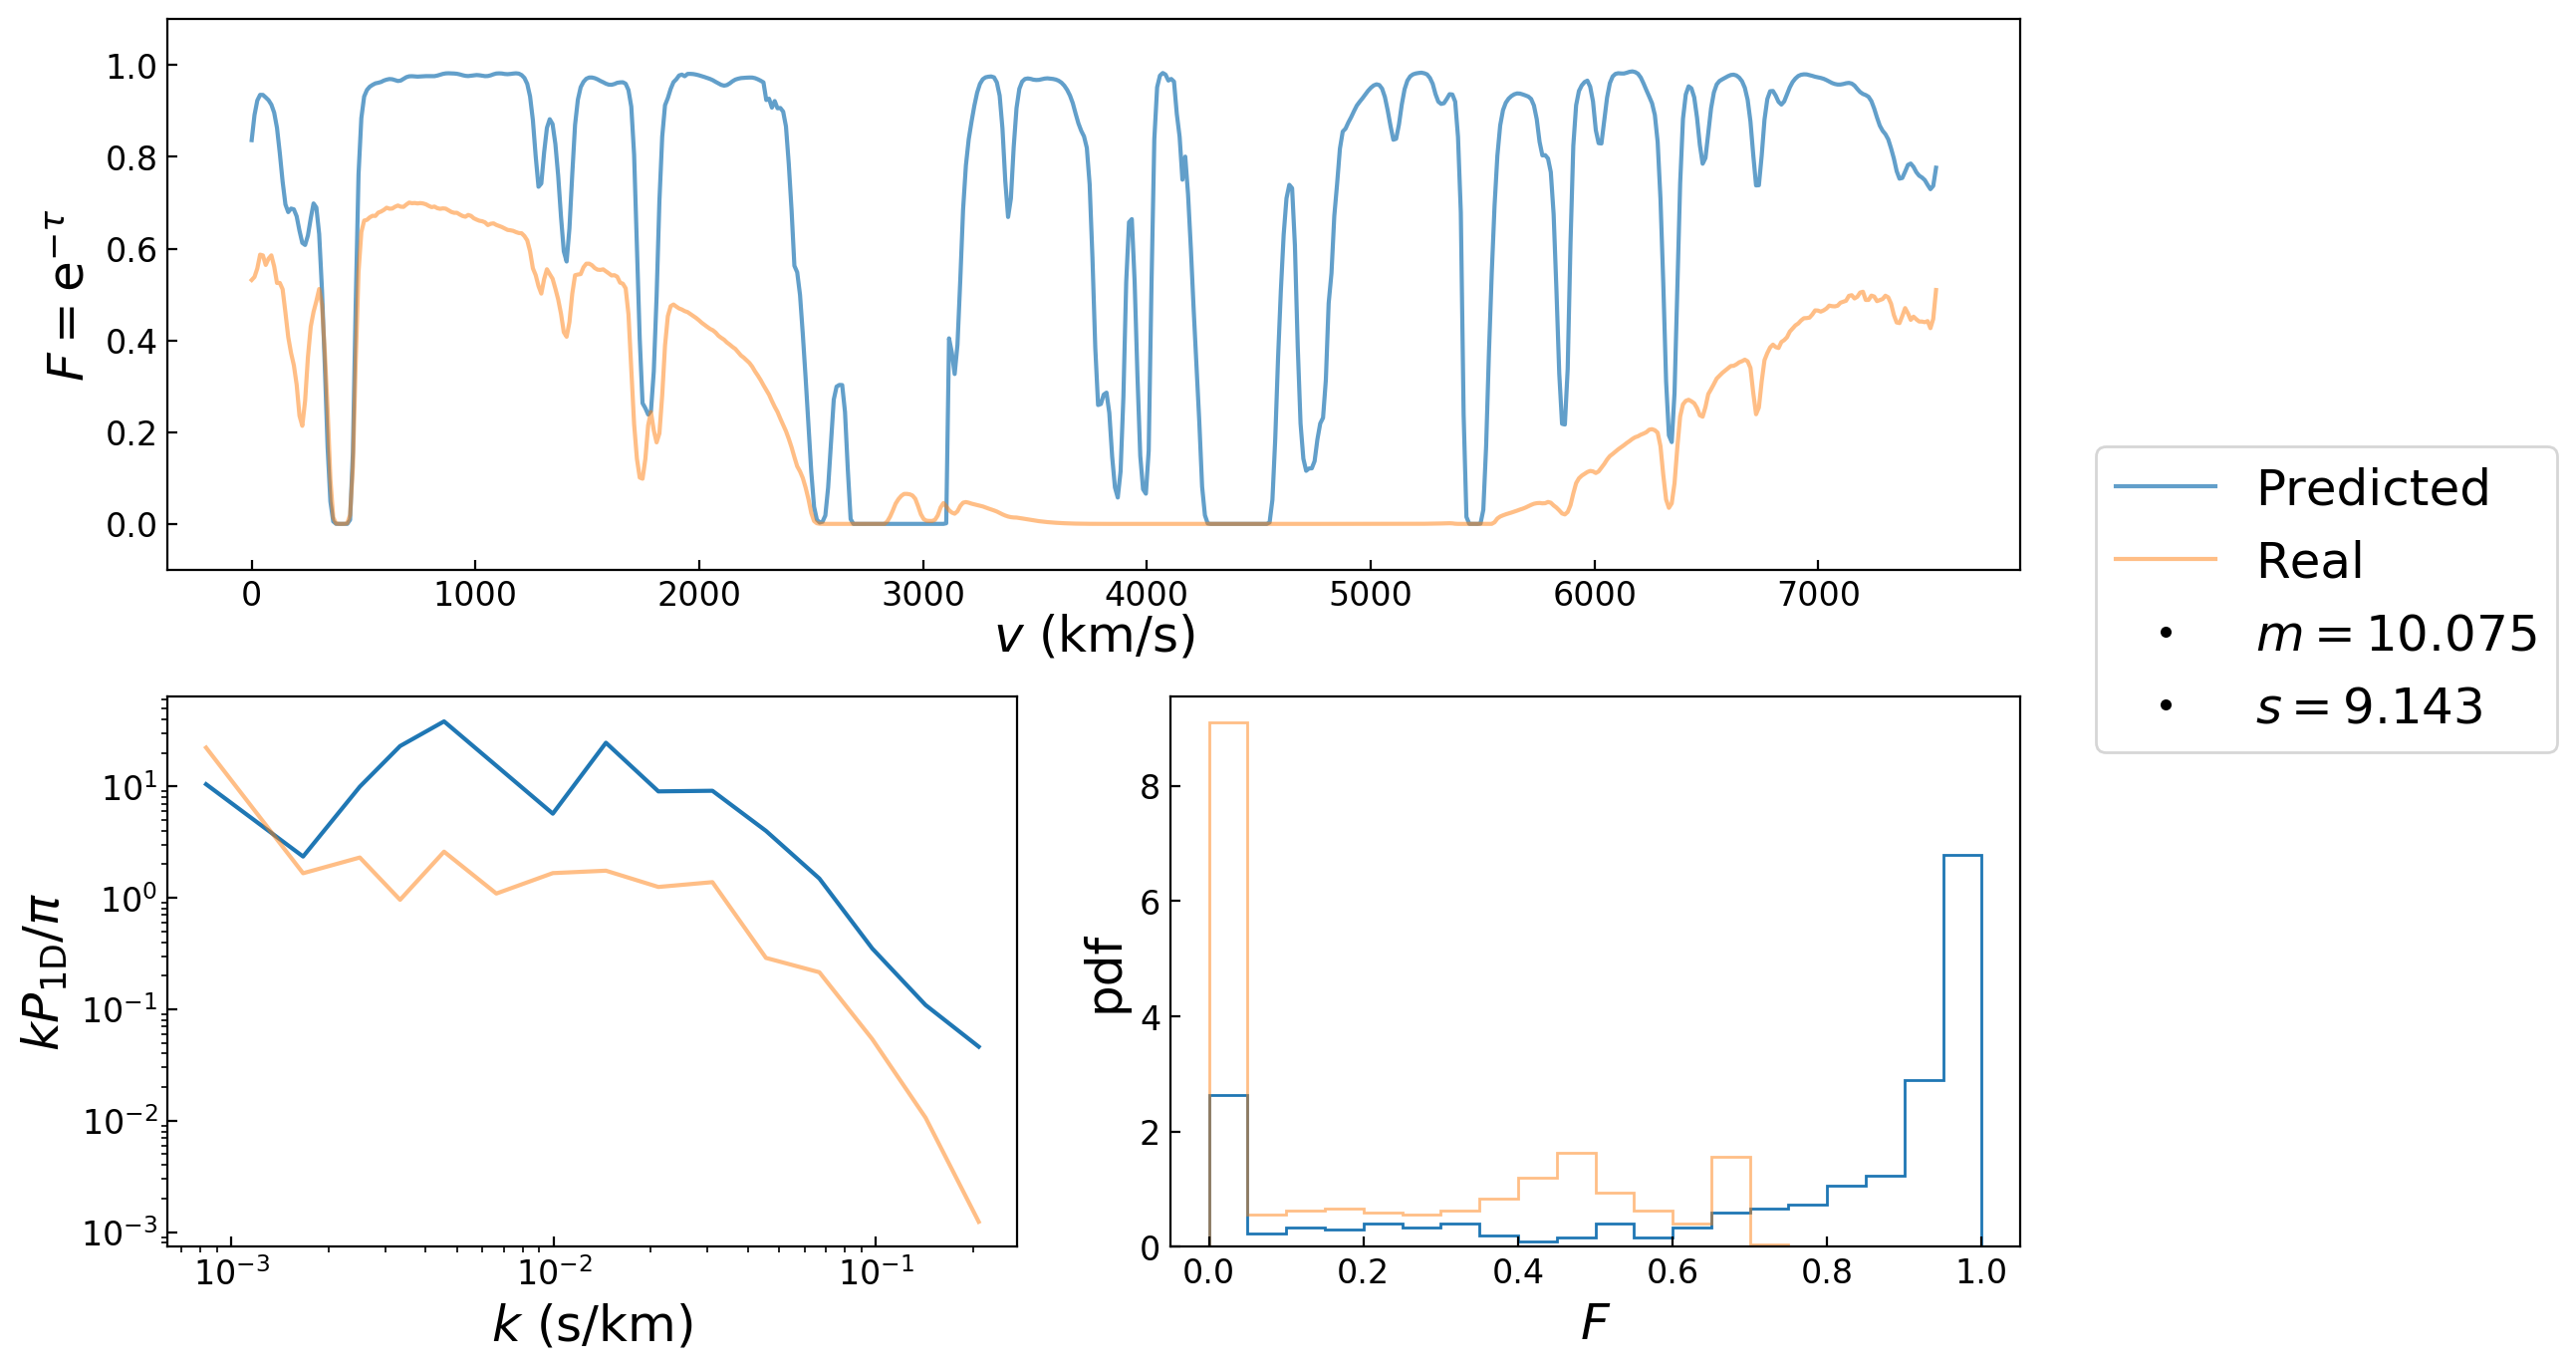 1.0
0.8
0.6
0.4
0.2
0.0
F = e^{-τ}
0 1000 2000 3000 4000 5000 6000 7000
v (km/s)
Predicted
Real
m = 10.075
s = 9.143
10^1
10^0
10^{-1}
10^{-2}
10^{-3}
kP_{1D}/π
10^{-3} 10^{-2} 10^{-1}
k (s/km)
8
6
4
2
0
pdf
0.0 0.2 0.4 0.6 0.8 1.0
F